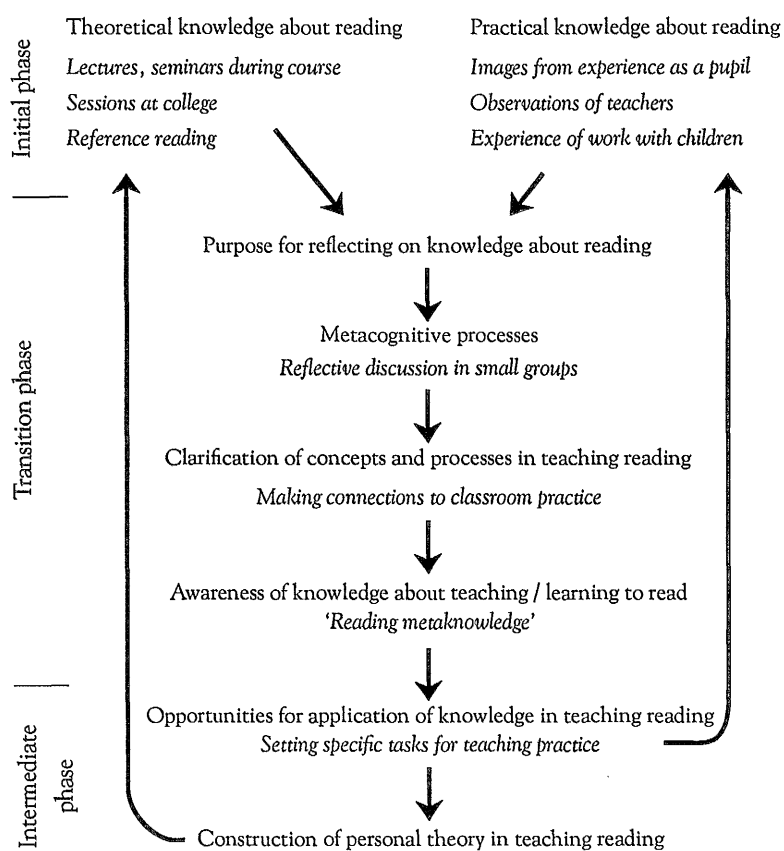 Initial phase
Theoretical knowledge about reading
Lectures, seminars during course
Sessions at college
Reference reading
Practical knowledge about reading
Images from experience as a pupil
Observations of teachers
Experience of work with children
Transition phase
Purpose for reflecting on knowledge about reading
Metacognitive processes
Reflective discussion in small groups
Clarification of concepts and processes in teaching reading
Making connections to classroom practice
Awareness of knowledge about teaching / learning to read
'Reading metaknowledge'
Intermediate
phase
Opportunities for application of knowledge in teaching reading
Setting specific tasks for teaching practice
Construction of personal theory in teaching reading